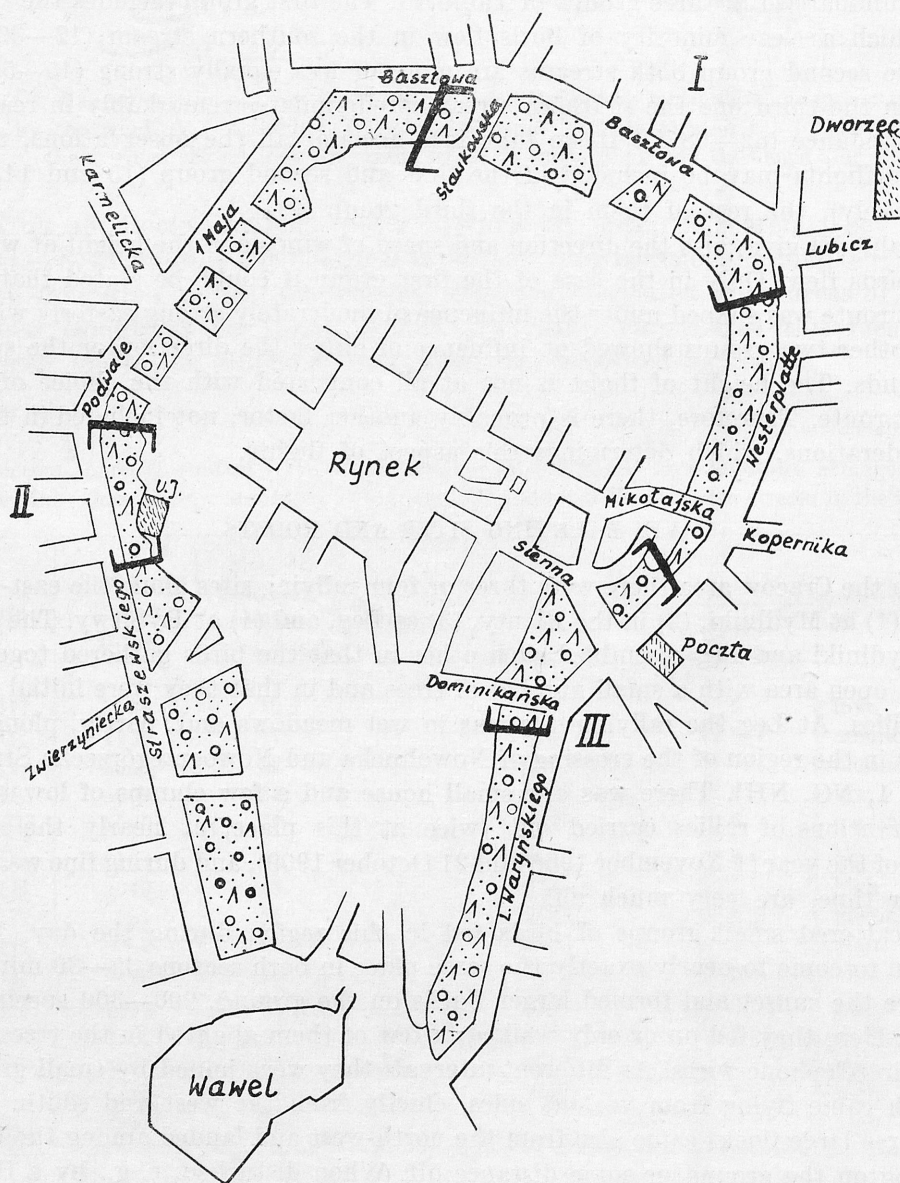 Basztowa
I
Dworzec
Basztowa
Sławkowska
Karmelicka
1 Maja
Lubicz
Podwale
Westerplatte
Rynek
U.J.
II
Mikołajska
Kopernika
Sienna
Poczta
Straszewskiego
Dominikańska
III
Zwierzyniecka
L. Waryńskiego
Wawel